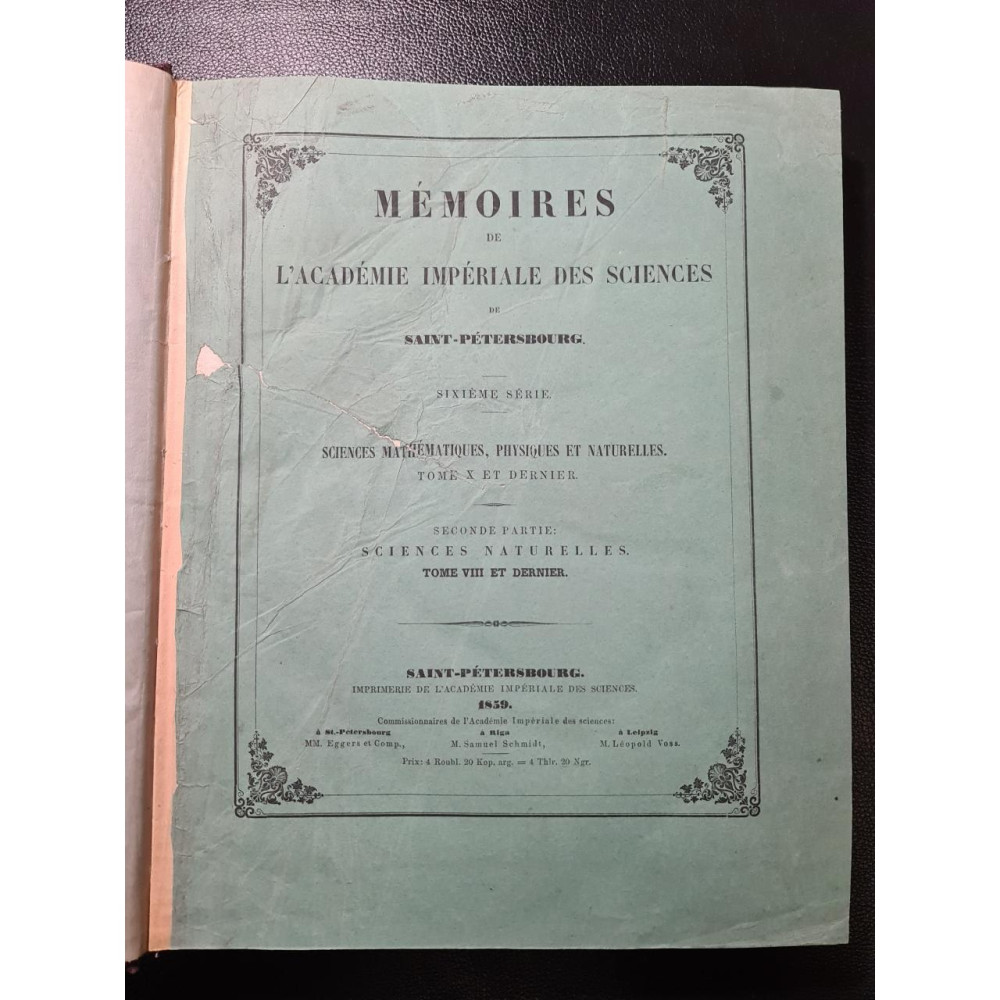 MÉMOIRES
DE
L'ACADÉMIE IMPÉRIALE DES SCIENCES
DE
SAINT-PÉTERSBOURG.
SIXIÈME SÉRIE.
SCIENCES MATHÉMATIQUES, PHYSIQUES ET NATURELLES.
TOME X ET DERNIER.
SECONDE PARTIE:
SCIENCES NATURELLES.
TOME VIII ET DERNIER.
SAINT-PÉTERSBOURG.
IMPRIMERIE DE L'ACADÉMIE IMPÉRIALE DES SCIENCES.
1859.
Commissionnaires de l'Académie Impériale des sciences:
à St.-Pétersbourg à Riga à Leipzig
MM. Eggers et Comp., M. Samuel Schmidt, M. Léopold Voss.
Prix: 4 Roubl. 20 Kop. arg. = 4 Thlr. 20 Ngr.